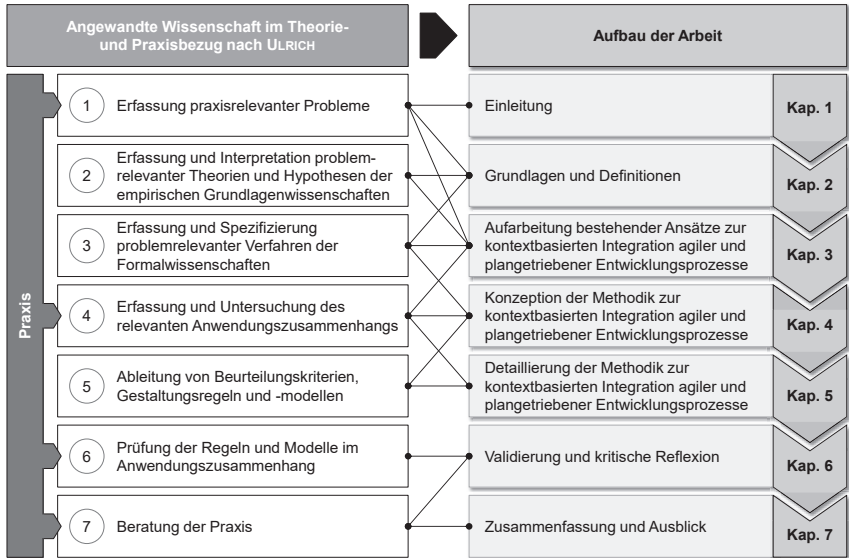 Angewandte Wissenschaft im Theorie-
und Praxisbezug nach ULRICH
Aufbau der Arbeit
Praxis
1
Erfassung praxisrelevanter Probleme
Einleitung
Kap. 1
2
Erfassung und Interpretation problem-
relevanter Theorien und Hypothesen der
empirischen Grundlagenwissenschaften
Grundlagen und Definitionen
Kap. 2
3
Erfassung und Spezifizierung
problemrelevanter Verfahren der
Formalwissenschaften
Aufarbeitung bestehender Ansätze zur
kontextbasierten Integration agiler und
plangetriebener Entwicklungsprozesse
Kap. 3
4
Erfassung und Untersuchung des
relevanten Anwendungszusammenhangs
Konzeption der Methodik zur
kontextbasierten Integration agiler und
plangetriebener Entwicklungsprozesse
Kap. 4
5
Ableitung von Beurteilungskriterien,
Gestaltungsregeln und -modellen
Detaillierung der Methodik zur
kontextbasierten Integration agiler und
plangetriebener Entwicklungsprozesse
Kap. 5
6
Prüfung der Regeln und Modelle im
Anwendungszusammenhang
Validierung und kritische Reflexion
Kap. 6
7
Beratung der Praxis
Zusammenfassung und Ausblick
Kap. 7